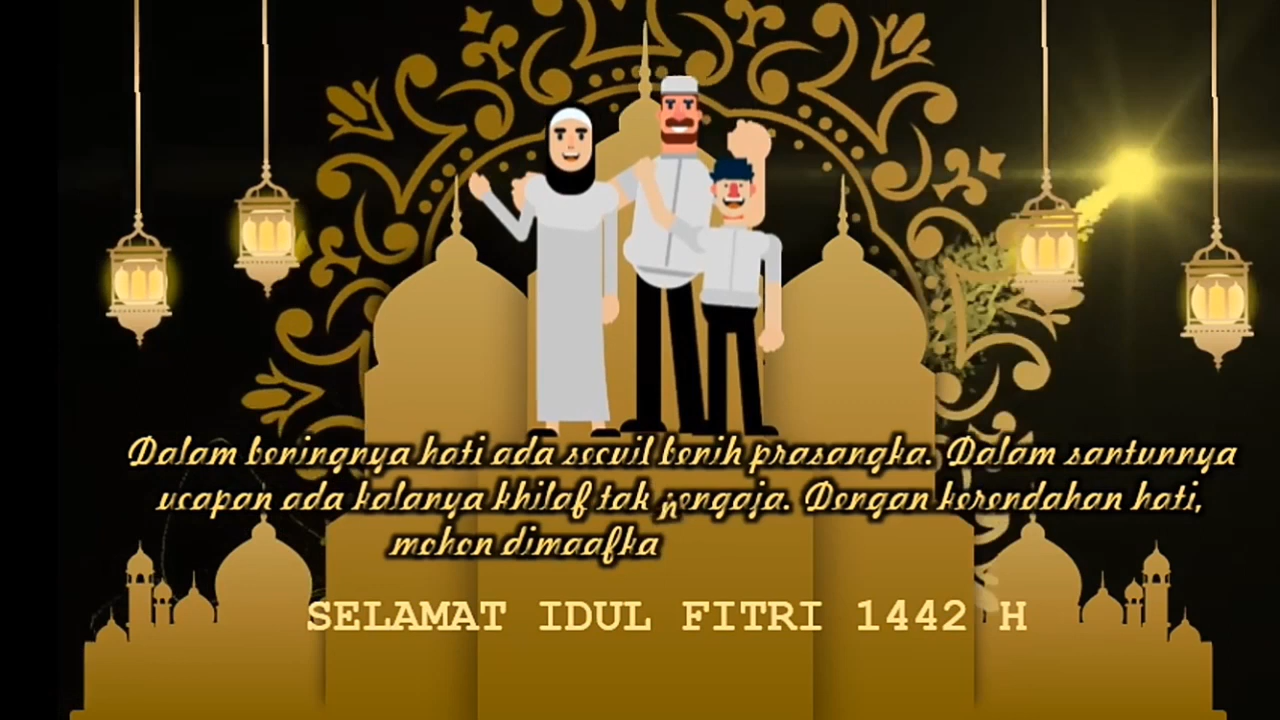 Dalam beningnya hati ada secuil benih prasangka. Dalam santunnya
ucapan ada kalanya khilaf tak sengaja. Dengan kerendahan hati,
mohon dimaafka
SELAMAT IDUL FITRI 1442 H